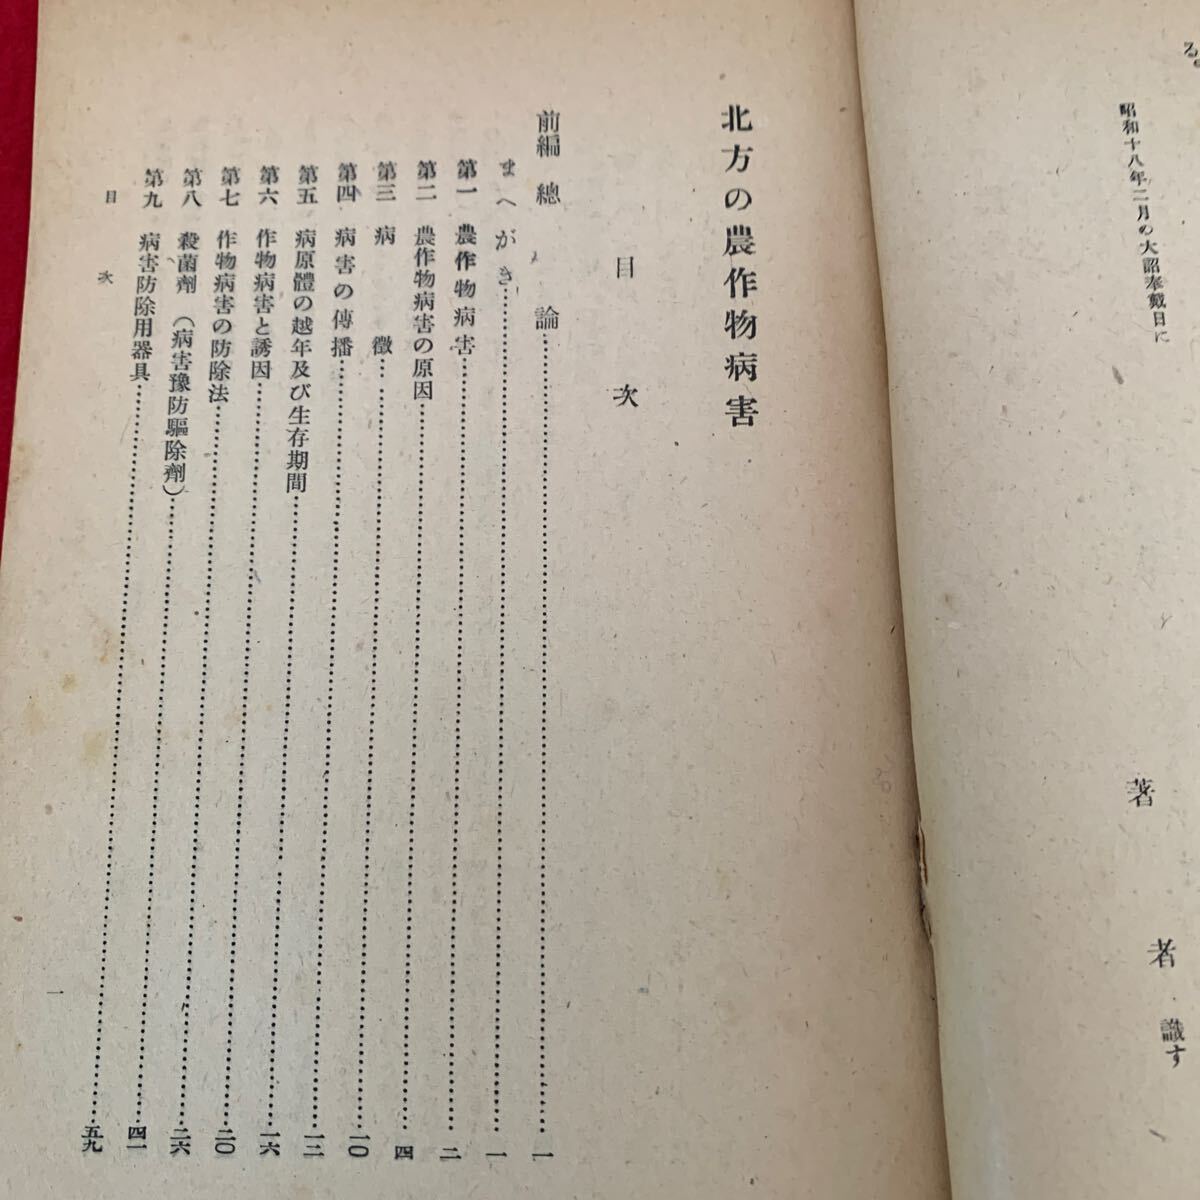 る。
昭和十八年二月の大詔奉戴日に
著者識す
北方の農作物病害
目次
前編 總論……一
まへがき……一
第一 農作物病害……二
第二 農作物病害の原因……四
第三 病徵……一〇
第四 病害の傳播……一三
第五 病原體の越年及び生存期間……一六
第六 作物病害と誘因……二〇
第七 作物病害の防除法……二六
第八 殺菌劑（病害豫防驅除劑）……四一
第九 病害防除用器具……五九
目次
一